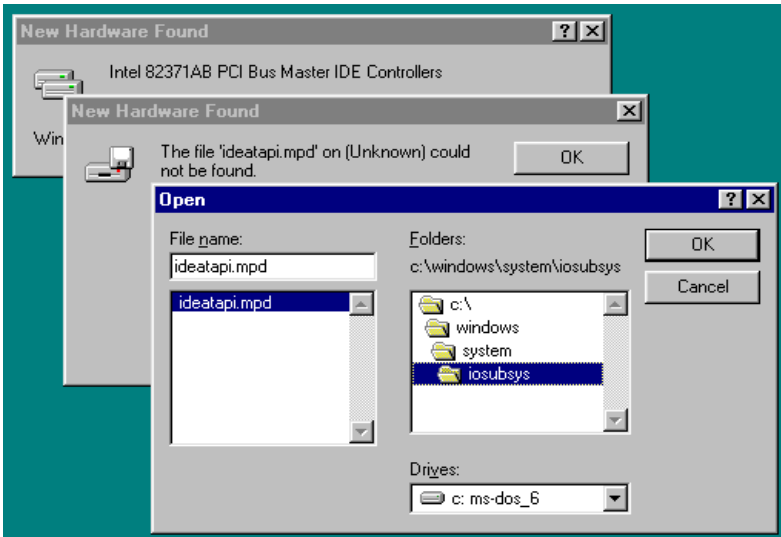 New Hardware Found
Intel 82371AB PCI Bus Master IDE Controllers
Win
New Hardware Found
The file 'ideatapi.mpd' on (Unknown) could
not be found.
OK
Open
File name:
ideatapi.mpd
ideatapi.mpd
Folders:
c:\windows\system\iosubsys
c:\
windows
system
iosubsys
Drives:
c: ms-dos_6
OK
Cancel